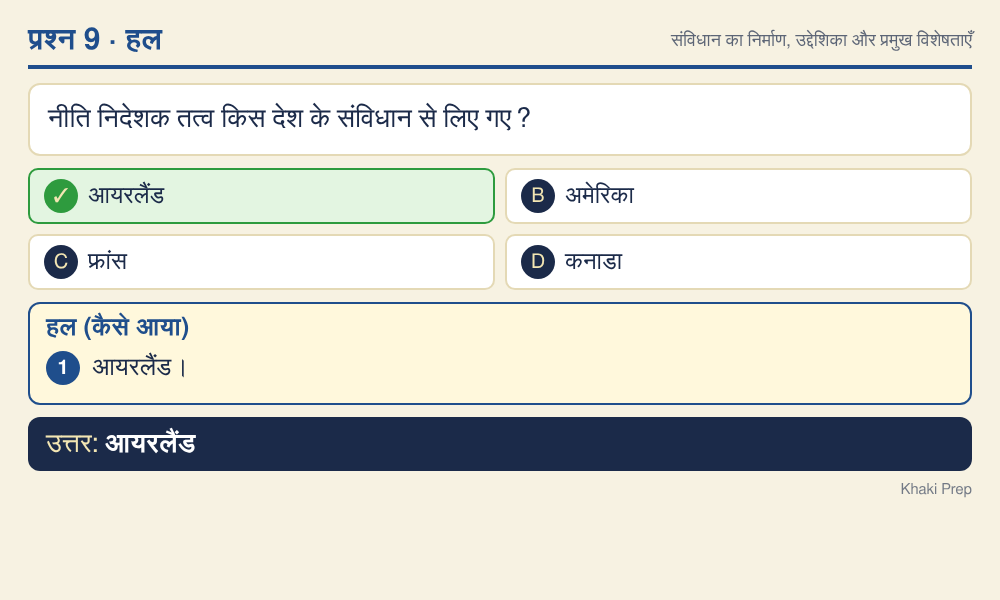 प्रश्न 9 · हल
संविधान का निर्माण, उद्देशिका और प्रमुख विशेषताएँ
नीति निदेशक तत्व किस देश के संविधान से लिए गए ?
✓ आयरलैंड
B अमेरिका
C फ्रांस
D कनाडा
हल (कैसे आया)
1 आयरलैंड।
उत्तर: आयरलैंड
Khaki Prep